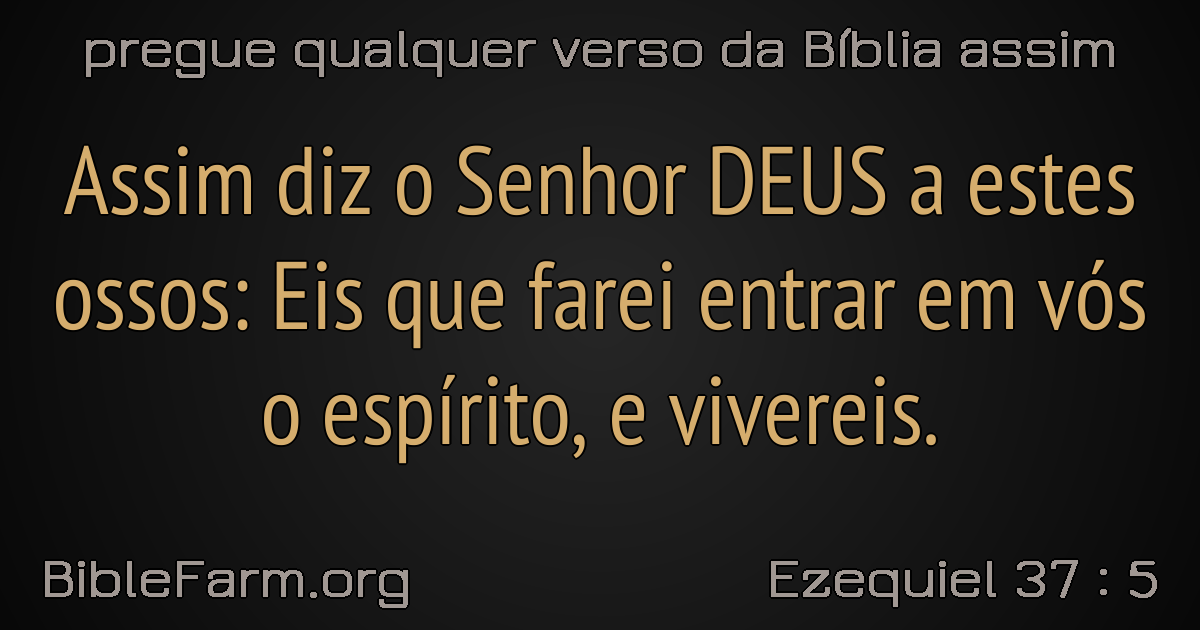 pregue qualquer verso da Bíblia assim
Assim diz o Senhor DEUS a estes
ossos: Eis que farei entrar em vós
o espírito, e vivereis.
BibleFarm.org
Ezequiel 37 : 5